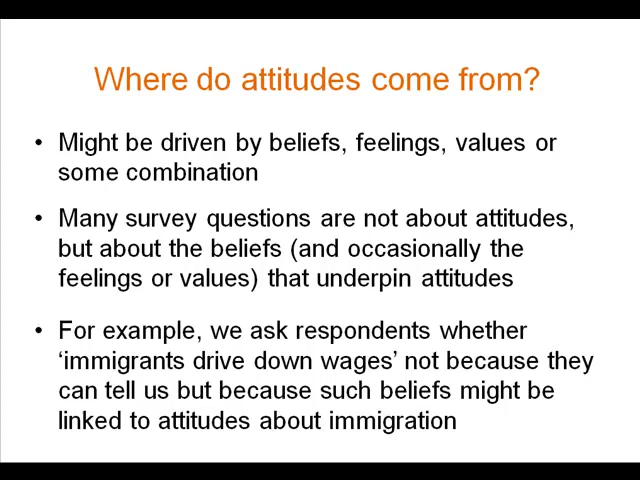 Where do attitudes come from?
• Might be driven by beliefs, feelings, values or
some combination
• Many survey questions are not about attitudes,
but about the beliefs (and occasionally the
feelings or values) that underpin attitudes
• For example, we ask respondents whether
‘immigrants drive down wages’ not because they
can tell us but because such beliefs might be
linked to attitudes about immigration